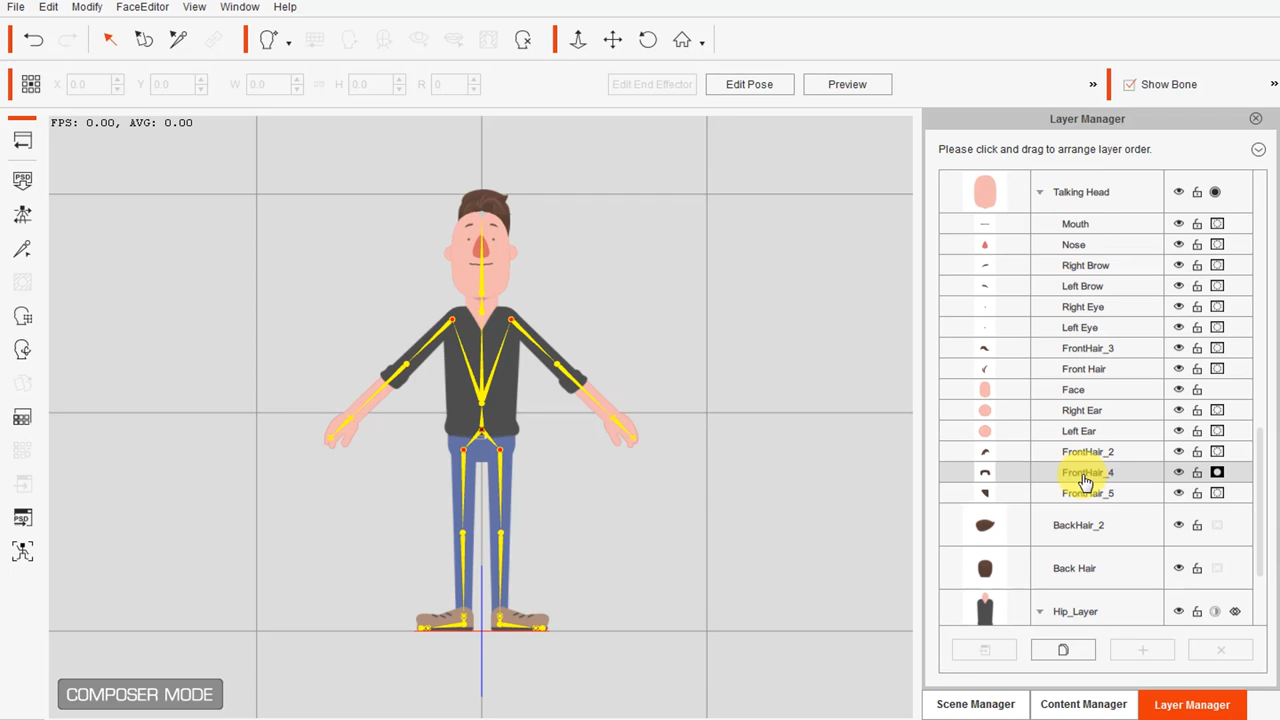 File Edit Modify FaceEditor View Window Help
X 0.0 Y 0.0 W 0.0 H 0.0 R 0 Edit End Effector Edit Pose Preview » Show Bone »
FPS: 0.00, AVG: 0.00
Layer Manager
Please click and drag to arrange layer order.
Talking Head
Mouth
Nose
Right Brow
Left Brow
Right Eye
Left Eye
FrontHair_3
Front Hair
Face
Right Ear
Left Ear
FrontHair_2
FrontHair_4
FrontHair_5
BackHair_2
Back Hair
Hip_Layer
PSD
PSD
COMPOSER MODE
Scene Manager Content Manager Layer Manager